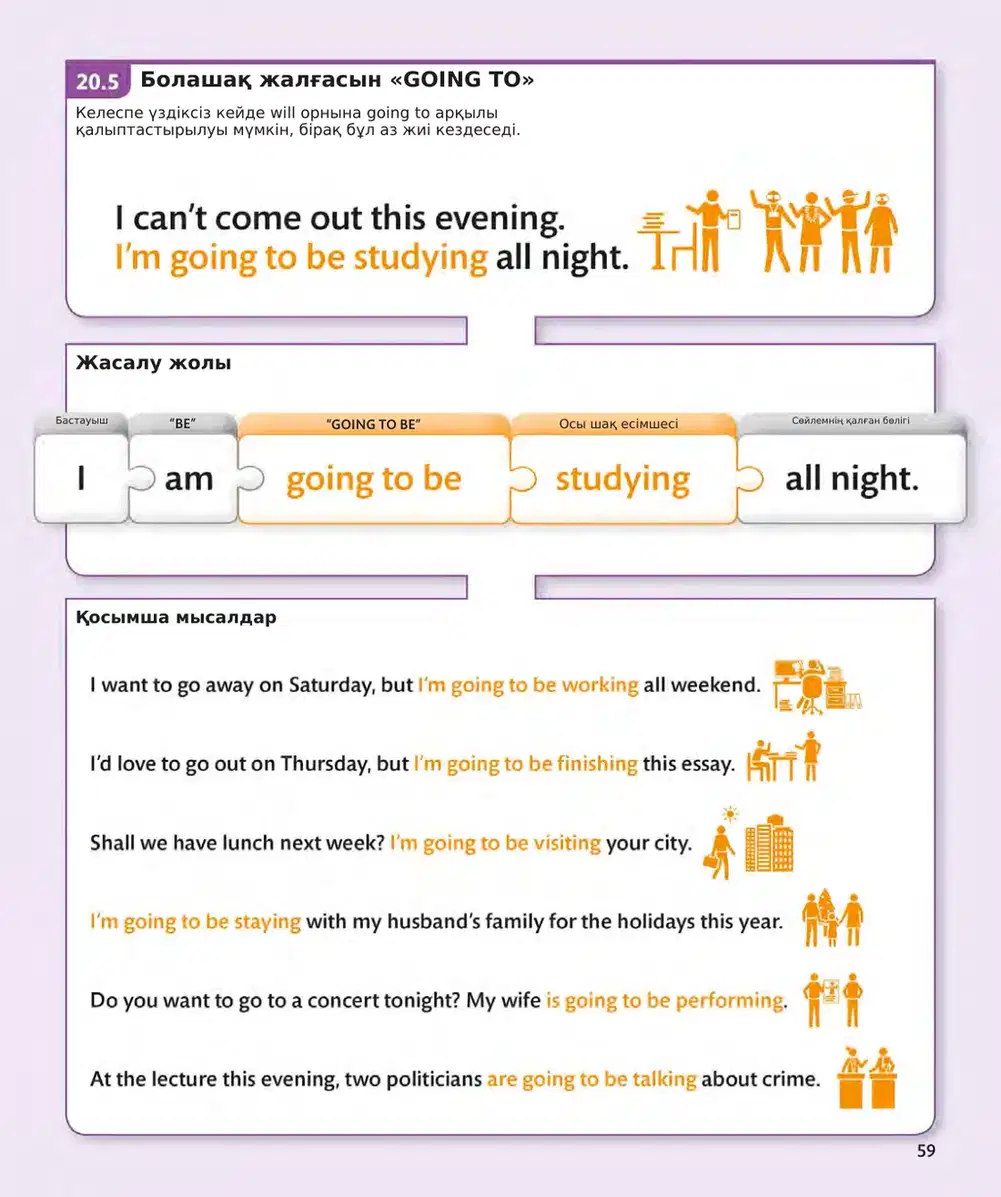 20.5 Болашақ жалғасын «GOING TO»
Келеспе үздіксіз кейде will орнына going to арқылы
қалыптастырылуы мүмкін, бірақ бұл аз жиі кездеседі.
I can't come out this evening.
I'm going to be studying all night.
Жасалу жолы
Бастауыш "BE" "GOING TO BE" Осы шақ есімшесі Сөйлемнің қалған бөлігі
I am going to be studying all night.
Қосымша мысалдар
I want to go away on Saturday, but I'm going to be working all weekend.
I'd love to go out on Thursday, but I'm going to be finishing this essay.
Shall we have lunch next week? I'm going to be visiting your city.
I'm going to be staying with my husband's family for the holidays this year.
Do you want to go to a concert tonight? My wife is going to be performing.
At the lecture this evening, two politicians are going to be talking about crime.
59